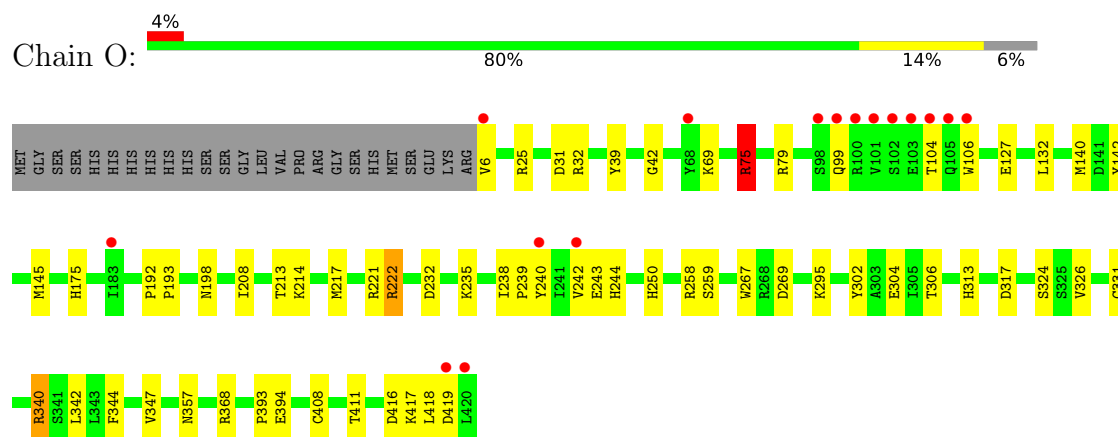 4%
Chain O:
80% 14% 6%
MET GLY SER SER HIS HIS HIS HIS HIS HIS SER SER GLY LEU VAL PRO ARG GLY SER HIS MET SER GLU LYS ARG V6 R25 D31 R32 Y39 G42 Y68 K69 R75 R79 S98 Q99 R100 V101 S102 E103 T104 Q105 W106 E127 L132 M140 D141 Y142
M145 H175 I183 P192 P193 N198 I208 T213 K214 M217 R221 R222 D232 K235 I238 P239 Y240 I241 V242 E243 H244 H250 R258 S259 W267 R268 D269 K295 Y302 A303 E304 I305 T306 H313 D317 S324 S325 V326
R340 S341 L342 L343 F344 V347 N357 R368 P393 E394 C408 T411 D416 K417 L418 D419 L420